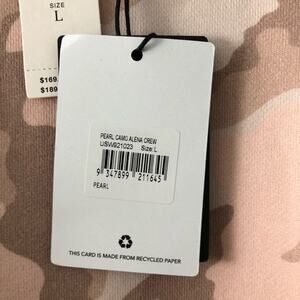 SIZE
L
$169
$189
PEARL CAMO ALENA CREW
USW921023 Size:L
9 347899 211645
PEARL
THIS CARD IS MADE FROM RECYCLED PAPER